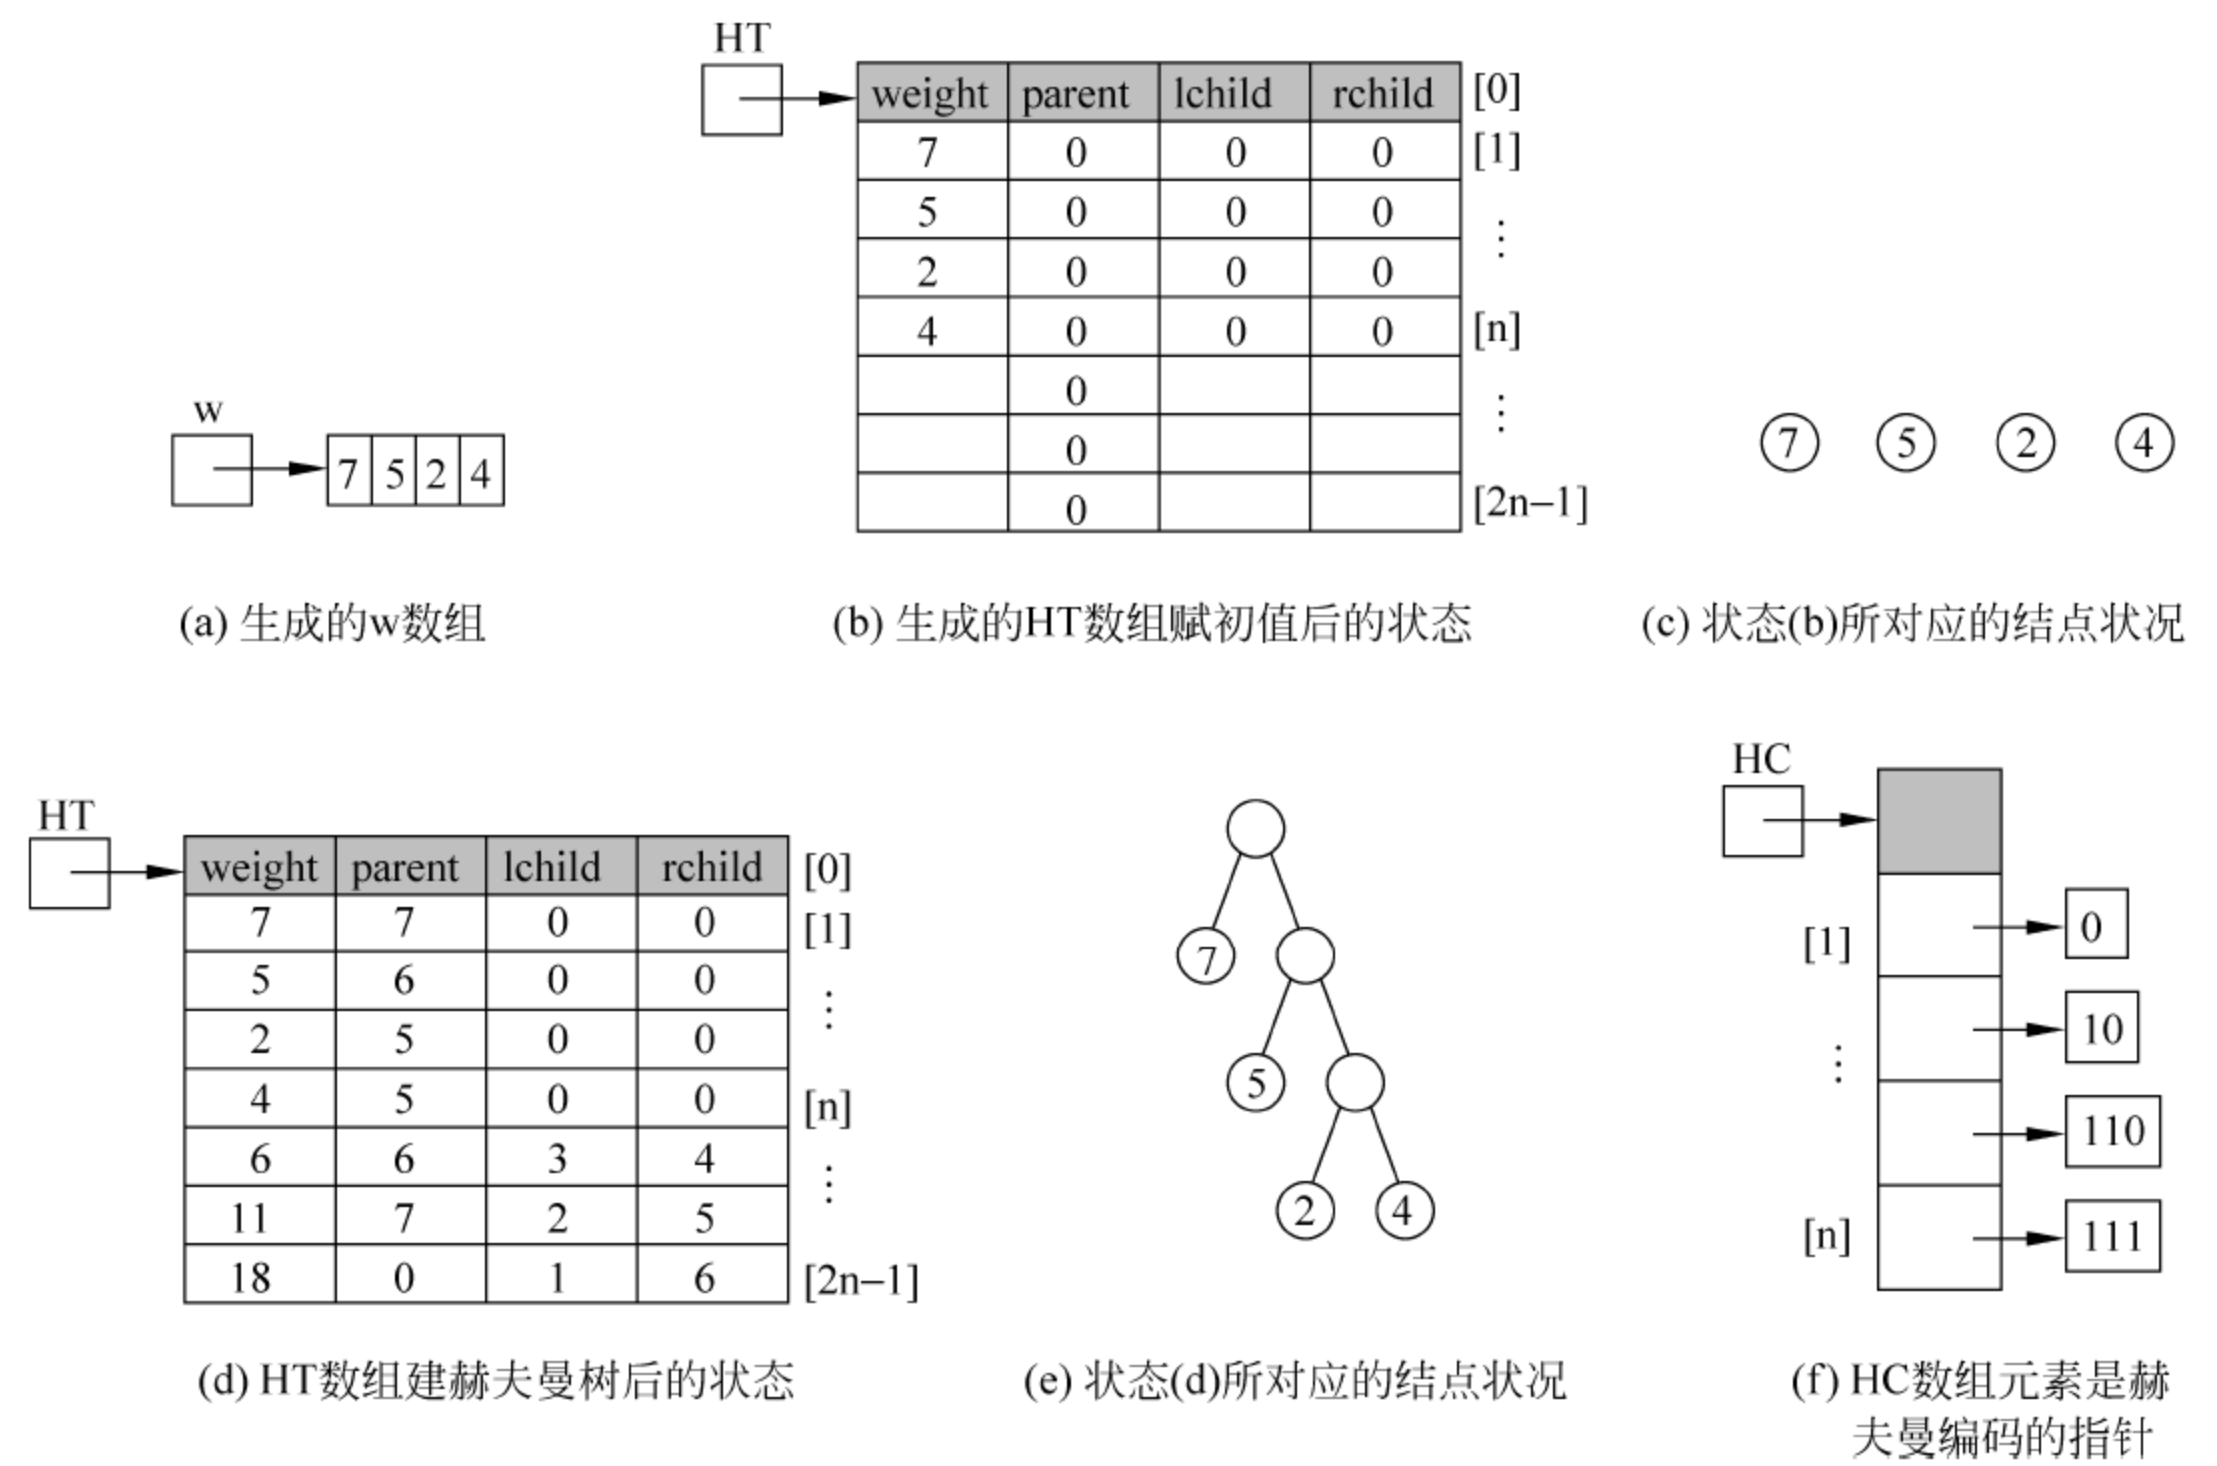 HT
weight parent lchild rchild [0]
7 0 0 0 [1]
5 0 0 0
⋮
2 0 0 0
4 0 0 0 [n]
0
⋮
0
0 [2n−1]
w
7 5 2 4
7 5 2 4
(a) 生成的w数组
(b) 生成的HT数组赋初值后的状态
(c) 状态(b)所对应的结点状况
HT
weight parent lchild rchild [0]
7 7 0 0 [1]
5 6 0 0
⋮
2 5 0 0
4 5 0 0 [n]
6 6 3 4
⋮
11 7 2 5
18 0 1 6 [2n−1]
7
5
2 4
HC
[1] 0
10
⋮
110
[n] 111
(d) HT数组建赫夫曼树后的状态
(e) 状态(d)所对应的结点状况
(f) HC数组元素是赫
夫曼编码的指针